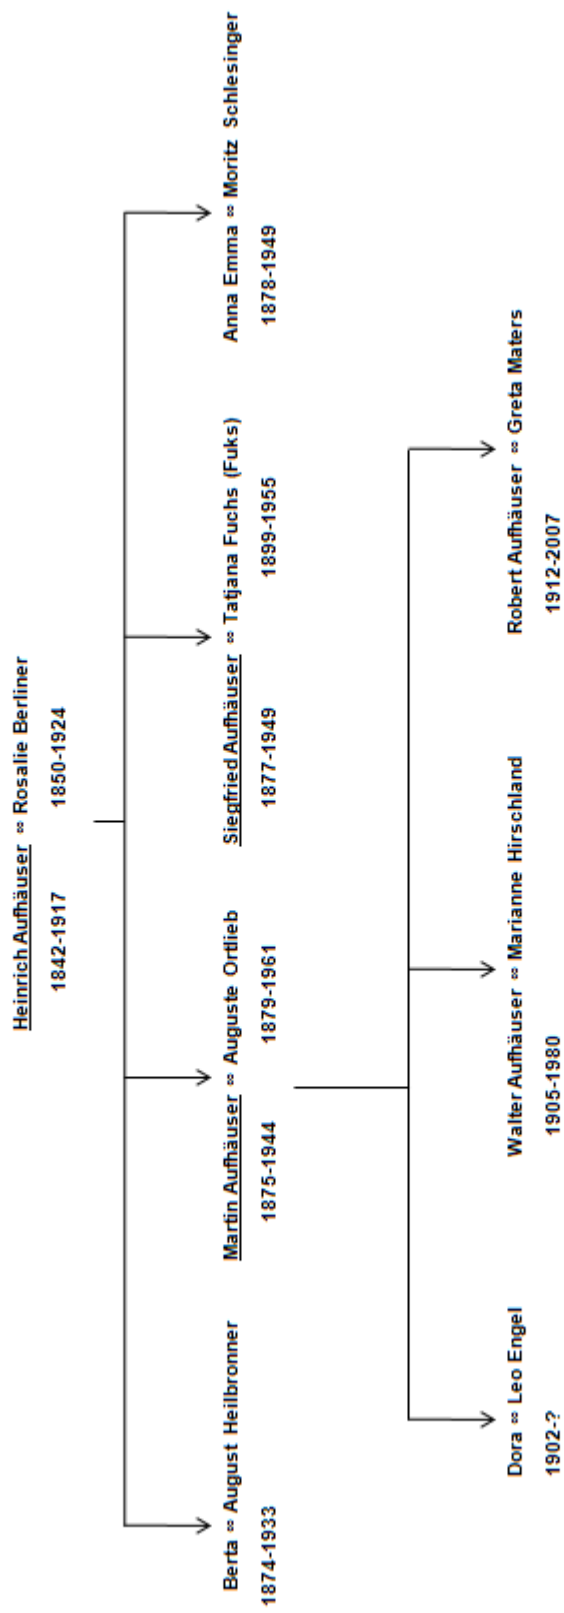 Heinrich Aufhäuser ∞ Rosalie Berliner
1842-1917 1850-1924
Berta ∞ August Heilbronner
1874-1933
Martin Aufhäuser ∞ Auguste Ortlieb
1875-1944 1879-1961
Siegfried Aufhäuser ∞ Tatjana Fuchs (Fuks)
1877-1949 1899-1955
Anna Emma ∞ Moritz Schlesinger
1878-1949
Dora ∞ Leo Engel
1902-?
Walter Aufhäuser ∞ Marianne Hirschland
1905-1980
Robert Aufhäuser ∞ Greta Maters
1912-2007